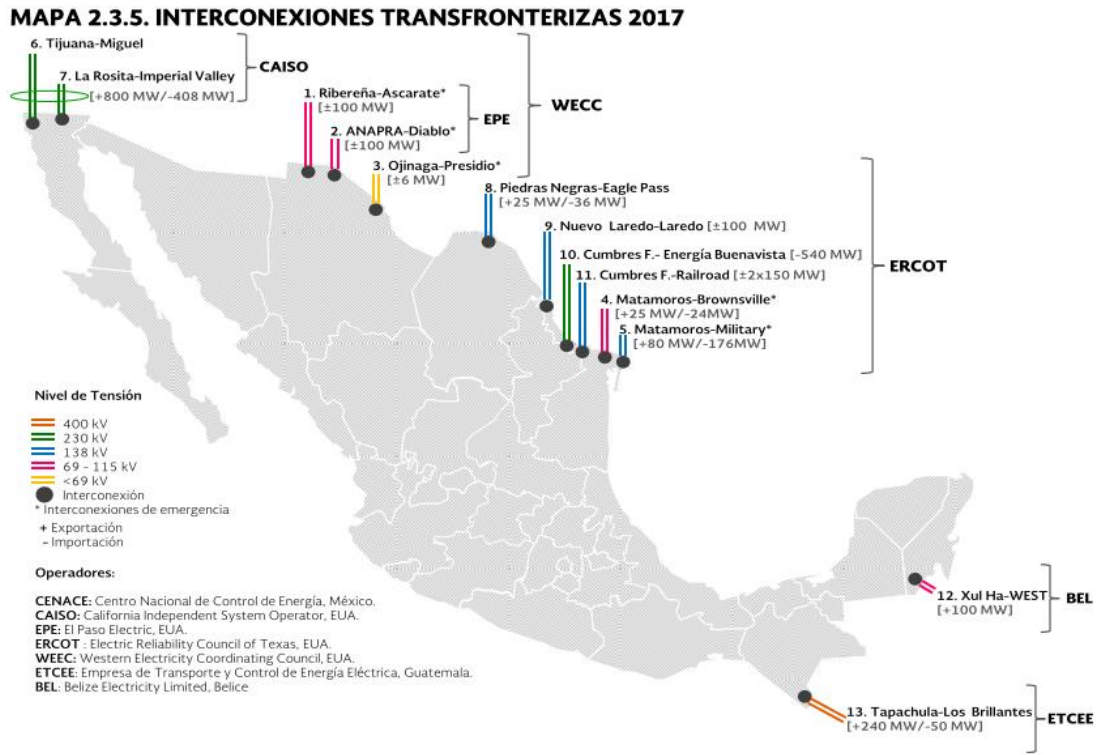 MAPA 2.3.5. INTERCONEXIONES TRANSFRONTERIZAS 2017
6. Tijuana-Miguel
7. La Rosita-Imperial Valley
[+800 MW/-408 MW]
CAISO
1. Ribereña-Ascarate*
[±100 MW]
2. ANAPRA-Diablo*
[±100 MW]
EPE
WECC
3. Ojinaga-Presidio*
[±6 MW]
8. Piedras Negras-Eagle Pass
[+25 MW/-36 MW]
9. Nuevo Laredo-Laredo [±100 MW]
10. Cumbres F.- Energía Buenavista [-540 MW]
11. Cumbres F.-Railroad [±2x150 MW]
4. Matamoros-Brownsville*
[+25 MW/-24MW]
5. Matamoros-Military*
[+80 MW/-176MW]
ERCOT
Nivel de Tensión
400 kV
230 kV
138 kV
69 - 115 kV
<69 kV
Interconexión
* Interconexiones de emergencia
+ Exportación
- Importación
Operadores:
CENACE: Centro Nacional de Control de Energía, México.
CAISO: California Independent System Operator, EUA.
EPE: El Paso Electric, EUA.
ERCOT : Electric Reliability Council of Texas, EUA.
WEEC: Western Electricity Coordinating Council, EUA.
ETCEE: Empresa de Transporte y Control de Energía Eléctrica, Guatemala.
BEL: Belize Electricity Limited, Belice
12. Xul Ha-WEST
[+100 MW]
BEL
13. Tapachula-Los Brillantes
[+240 MW/-50 MW]
ETCEE